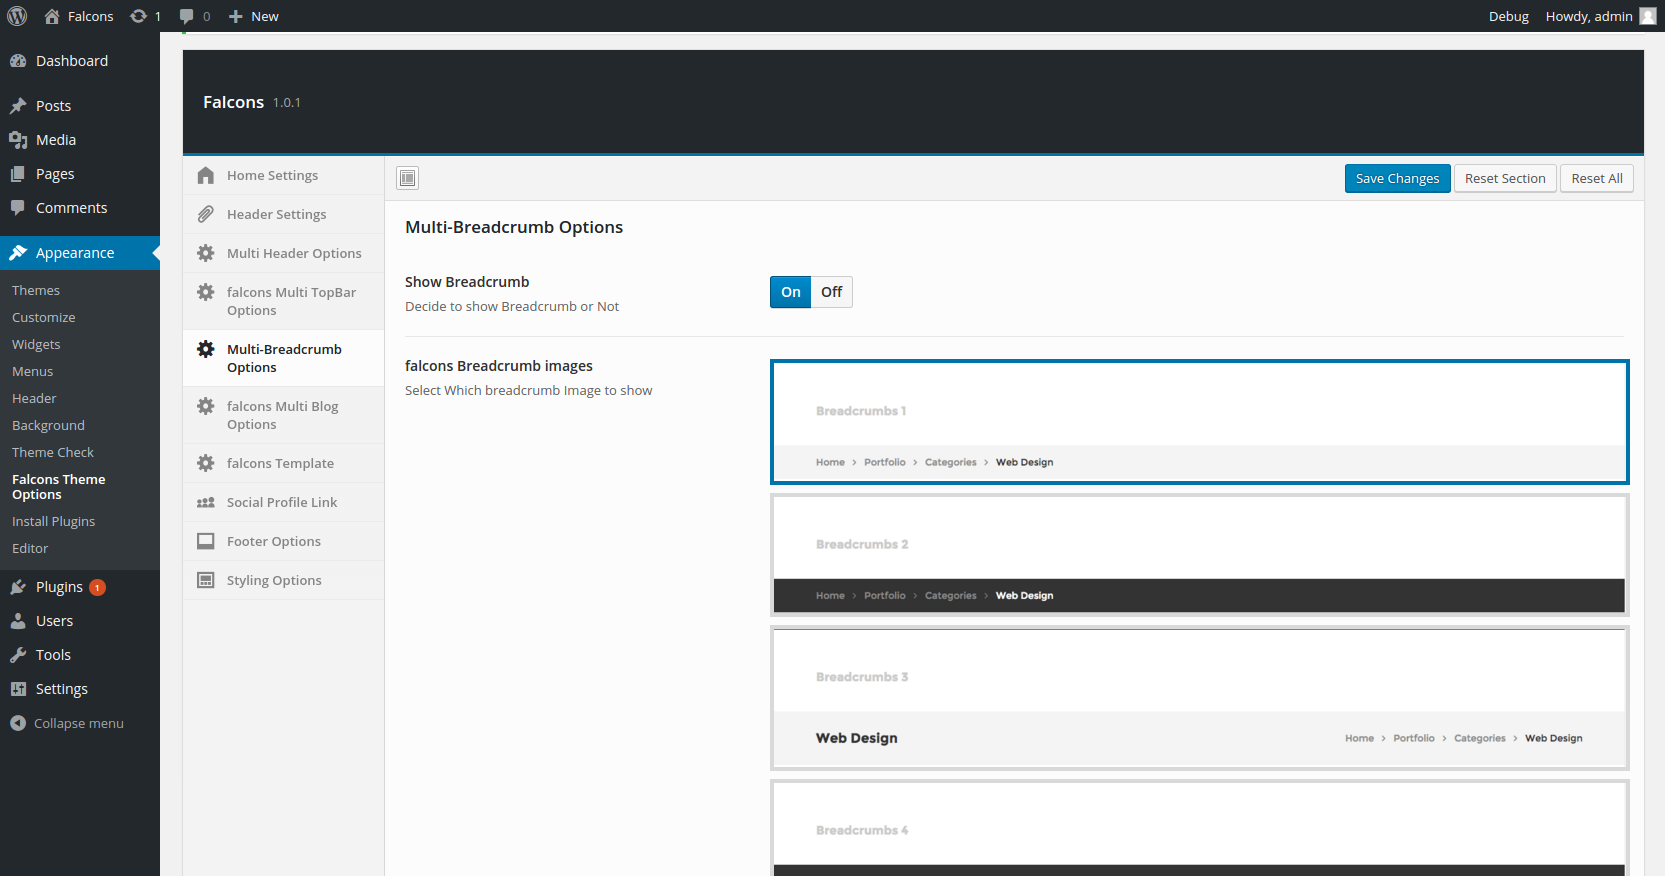 Falcons 1 0 New Debug Howdy, admin
Dashboard
Posts
Media
Pages
Comments
Appearance
Themes
Customize
Widgets
Menus
Header
Background
Theme Check
Falcons Theme
Options
Install Plugins
Editor
Plugins 1
Users
Tools
Settings
Collapse menu
Falcons 1.0.1
Home Settings
Header Settings
Multi Header Options
falcons Multi TopBar
Options
Multi-Breadcrumb
Options
falcons Multi Blog
Options
falcons Template
Social Profile Link
Footer Options
Styling Options
Save Changes Reset Section Reset All
Multi-Breadcrumb Options
Show Breadcrumb
Decide to show Breadcrumb or Not
On Off
falcons Breadcrumb images
Select Which breadcrumb Image to show
Breadcrumbs 1
Home > Portfolio > Categories > Web Design
Breadcrumbs 2
Home > Portfolio > Categories > Web Design
Breadcrumbs 3
Web Design Home > Portfolio > Categories > Web Design
Breadcrumbs 4